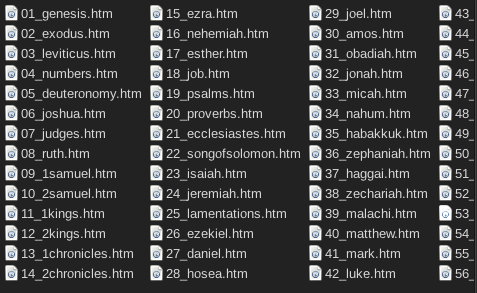 01_genesis.htm
02_exodus.htm
03_leviticus.htm
04_numbers.htm
05_deuteronomy.htm
06_joshua.htm
07_judges.htm
08_ruth.htm
09_1samuel.htm
10_2samuel.htm
11_1kings.htm
12_2kings.htm
13_1chronicles.htm
14_2chronicles.htm
15_ezra.htm
16_nehemiah.htm
17_esther.htm
18_job.htm
19_psalms.htm
20_proverbs.htm
21_ecclesiastes.htm
22_songofsolomon.htm
23_isaiah.htm
24_jeremiah.htm
25_lamentations.htm
26_ezekiel.htm
27_daniel.htm
28_hosea.htm
29_joel.htm
30_amos.htm
31_obadiah.htm
32_jonah.htm
33_micah.htm
34_nahum.htm
35_habakkuk.htm
36_zephaniah.htm
37_haggai.htm
38_zechariah.htm
39_malachi.htm
40_matthew.htm
41_mark.htm
42_luke.htm
43_
44_
45_
46_
47_
48_
49_
50_
51_
52_
53_
54_
55_
56_